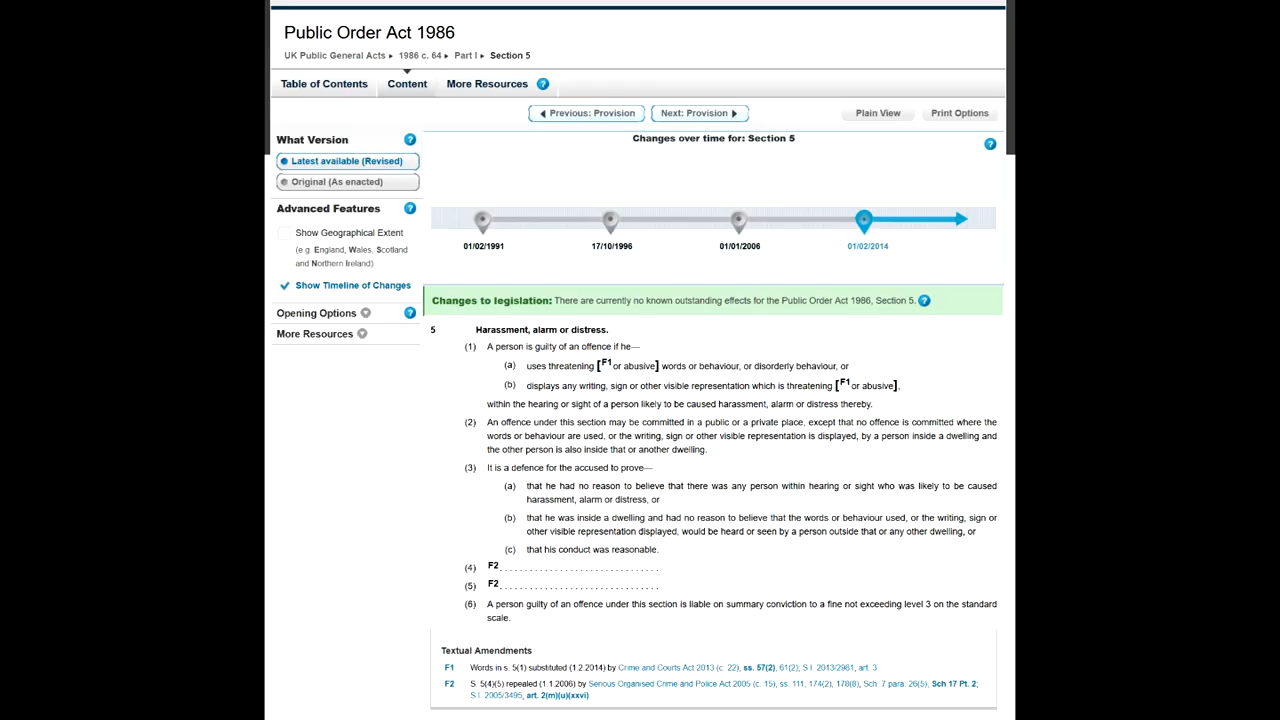 Public Order Act 1986
UK Public General Acts ▸ 1986 c. 64 ▸ Part I ▸ Section 5
Table of Contents Content More Resources ?
Previous: Provision Next: Provision Plain View Print Options
What Version ?
Latest available (Revised)
Original (As enacted)
Advanced Features ?
Show Geographical Extent
(e.g. England, Wales, Scotland
and Northern Ireland)
Show Timeline of Changes
Opening Options ?
More Resources
Changes over time for: Section 5 ?
01/02/1991 17/10/1996 01/01/2006 01/02/2014
Changes to legislation: There are currently no known outstanding effects for the Public Order Act 1986, Section 5. ?
5 Harassment, alarm or distress.
(1) A person is guilty of an offence if he—
(a) uses threatening [F1 or abusive] words or behaviour, or disorderly behaviour, or
(b) displays any writing, sign or other visible representation which is threatening [F1 or abusive],
within the hearing or sight of a person likely to be caused harassment, alarm or distress thereby.
(2) An offence under this section may be committed in a public or a private place, except that no offence is committed where the
words or behaviour are used, or the writing, sign or other visible representation is displayed, by a person inside a dwelling and
the other person is also inside that or another dwelling.
(3) It is a defence for the accused to prove—
(a) that he had no reason to believe that there was any person within hearing or sight who was likely to be caused
harassment, alarm or distress, or
(b) that he was inside a dwelling and had no reason to believe that the words or behaviour used, or the writing, sign or
other visible representation displayed, would be heard or seen by a person outside that or any other dwelling, or
(c) that his conduct was reasonable.
(4) F2. . . . . . . . . . . . . . . . . . . . . . . . . . . . . . . .
(5) F2. . . . . . . . . . . . . . . . . . . . . . . . . . . . . . . .
(6) A person guilty of an offence under this section is liable on summary conviction to a fine not exceeding level 3 on the standard
scale.
Textual Amendments
F1 Words in s. 5(1) substituted (1.2.2014) by Crime and Courts Act 2013 (c. 22), ss. 57(2), 61(2); S.I. 2013/2981, art. 3
F2 S. 5(4)(5) repealed (1.1.2006) by Serious Organised Crime and Police Act 2005 (c. 15), ss. 111, 174(2), 178(8), Sch. 7 para. 26(5), Sch 17 Pt. 2;
S.I. 2005/3495, art. 2(m)(u)(xxvi)